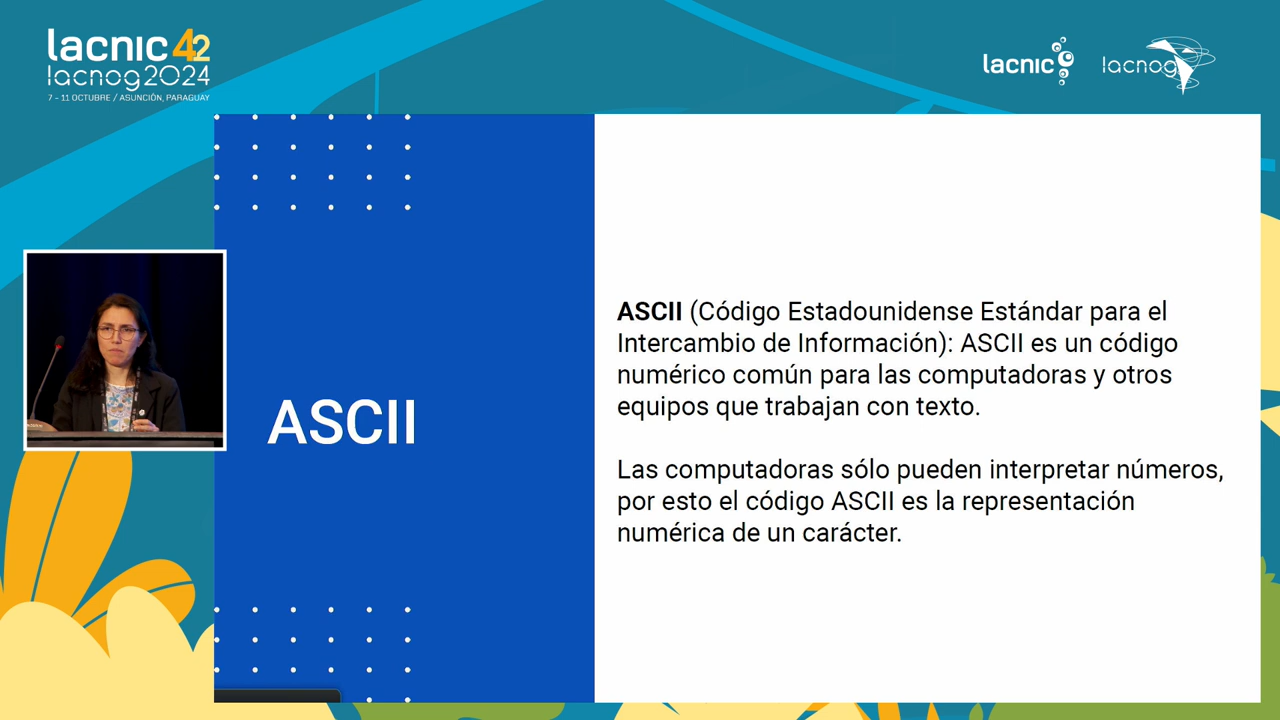 lacnic 42
lacnog2024
7 - 11 OCTUBRE / ASUNCIÓN, PARAGUAY
lacnic
lacnog
ASCII
ASCII (Código Estadounidense Estándar para el
Intercambio de Información): ASCII es un código
numérico común para las computadoras y otros
equipos que trabajan con texto.
Las computadoras sólo pueden interpretar números,
por esto el código ASCII es la representación
numérica de un carácter.